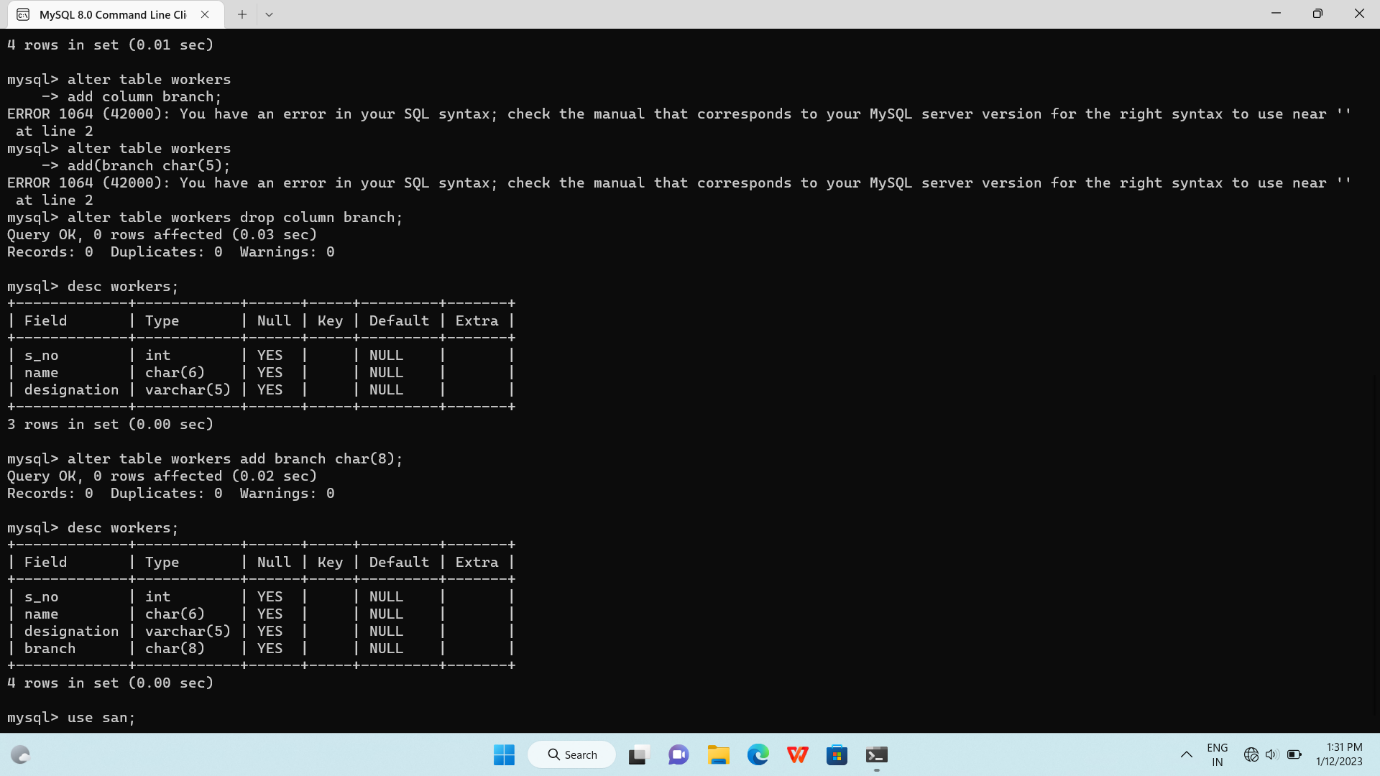 MySQL 8.0 Command Line Cli
4 rows in set (0.01 sec)
mysql> alter table workers
    -> add column branch;
ERROR 1064 (42000): You have an error in your SQL syntax; check the manual that corresponds to your MySQL server version for the right syntax to use near ''
 at line 2
mysql> alter table workers
    -> add(branch char(5);
ERROR 1064 (42000): You have an error in your SQL syntax; check the manual that corresponds to your MySQL server version for the right syntax to use near ''
 at line 2
mysql> alter table workers drop column branch;
Query OK, 0 rows affected (0.03 sec)
Records: 0  Duplicates: 0  Warnings: 0
mysql> desc workers;
+-------------+------------+------+-----+---------+-------+
| Field       | Type       | Null | Key | Default | Extra |
+-------------+------------+------+-----+---------+-------+
| s_no        | int        | YES  |     | NULL    |       |
| name        | char(6)    | YES  |     | NULL    |       |
| designation | varchar(5) | YES  |     | NULL    |       |
+-------------+------------+------+-----+---------+-------+
3 rows in set (0.00 sec)
mysql> alter table workers add branch char(8);
Query OK, 0 rows affected (0.02 sec)
Records: 0  Duplicates: 0  Warnings: 0
mysql> desc workers;
+-------------+------------+------+-----+---------+-------+
| Field       | Type       | Null | Key | Default | Extra |
+-------------+------------+------+-----+---------+-------+
| s_no        | int        | YES  |     | NULL    |       |
| name        | char(6)    | YES  |     | NULL    |       |
| designation | varchar(5) | YES  |     | NULL    |       |
| branch      | char(8)    | YES  |     | NULL    |       |
+-------------+------------+------+-----+---------+-------+
4 rows in set (0.00 sec)
mysql> use san;
Search
ENG
IN
1:31 PM
1/12/2023